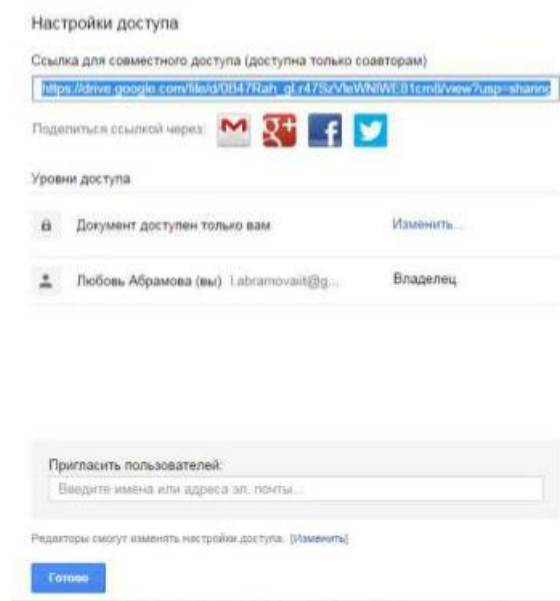 Настройки доступа
Ссылка для совместного доступа (доступна только соавторам)
Поделиться ссылкой через:
Уровни доступа
Документ доступен только вам Изменить...
Любовь Абрамова (вы) l.abramovaiit@g... Владелец
Пригласить пользователей:
Введите имена или адреса эл. почты...
Редакторы смогут изменять настройки доступа. [Изменить]
Готово